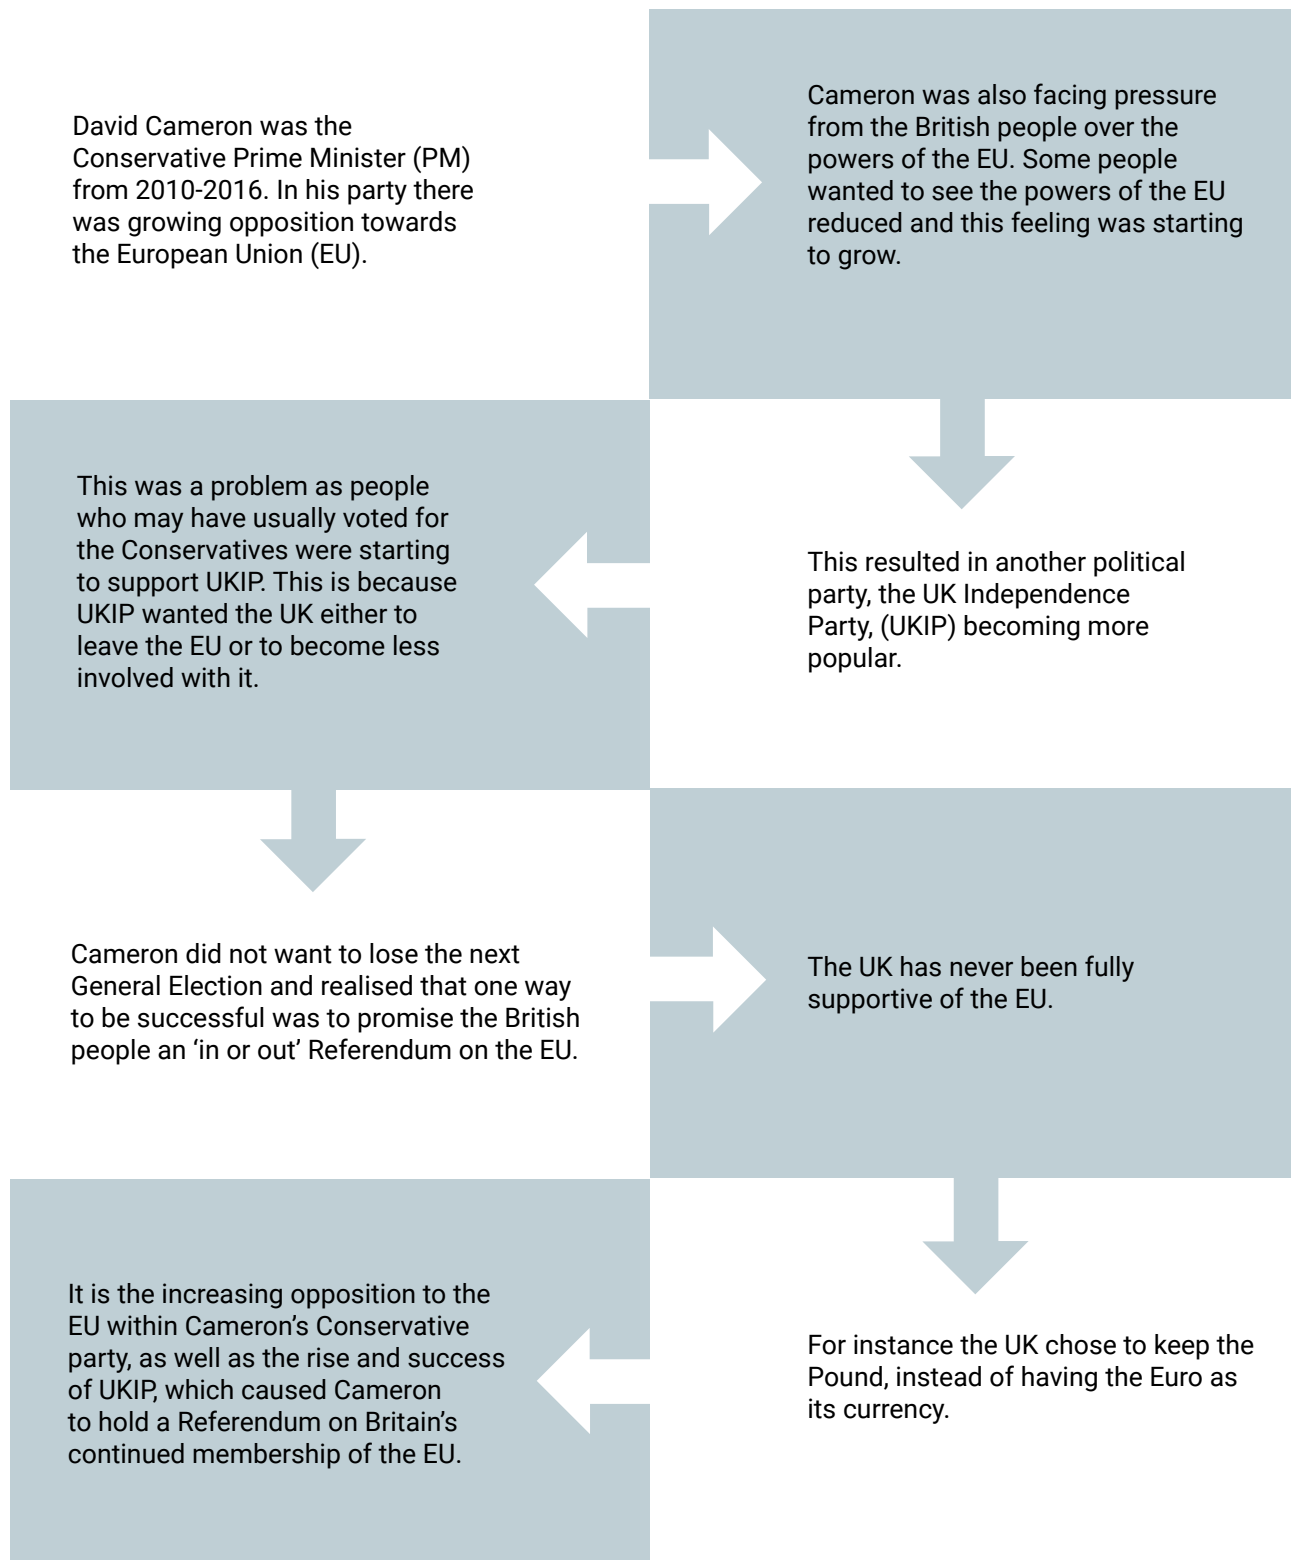 David Cameron was the
Conservative Prime Minister (PM)
from 2010-2016. In his party there
was growing opposition towards
the European Union (EU).
Cameron was also facing pressure
from the British people over the
powers of the EU. Some people
wanted to see the powers of the EU
reduced and this feeling was starting
to grow.
This resulted in another political
party, the UK Independence
Party, (UKIP) becoming more
popular.
This was a problem as people
who may have usually voted for
the Conservatives were starting
to support UKIP. This is because
UKIP wanted the UK either to
leave the EU or to become less
involved with it.
Cameron did not want to lose the next
General Election and realised that one way
to be successful was to promise the British
people an ‘in or out’ Referendum on the EU.
The UK has never been fully
supportive of the EU.
For instance the UK chose to keep the
Pound, instead of having the Euro as
its currency.
It is the increasing opposition to the
EU within Cameron’s Conservative
party, as well as the rise and success
of UKIP, which caused Cameron
to hold a Referendum on Britain’s
continued membership of the EU.